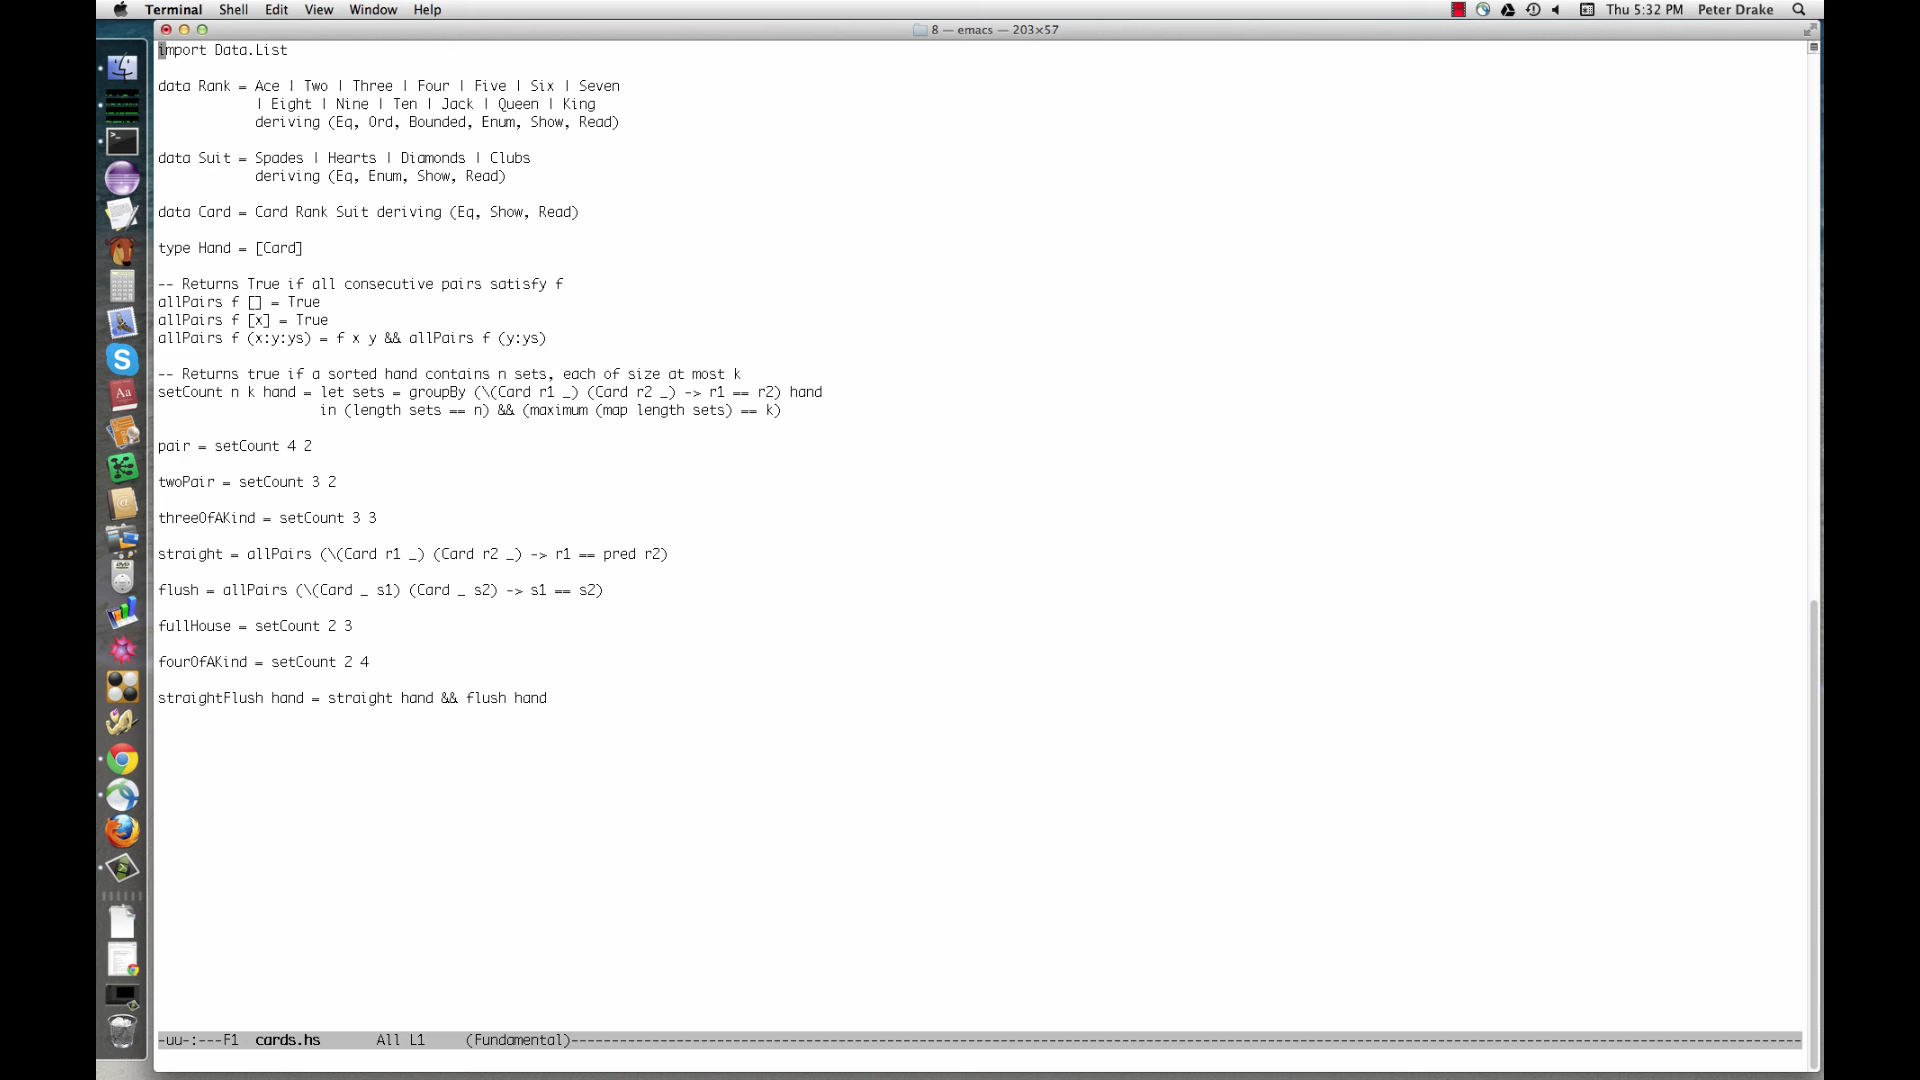 Terminal Shell Edit View Window Help Thu 5:32 PM Peter Drake
8 — emacs — 203×57
import Data.List
data Rank = Ace | Two | Three | Four | Five | Six | Seven
| Eight | Nine | Ten | Jack | Queen | King
deriving (Eq, Ord, Bounded, Enum, Show, Read)
data Suit = Spades | Hearts | Diamonds | Clubs
deriving (Eq, Enum, Show, Read)
data Card = Card Rank Suit deriving (Eq, Show, Read)
type Hand = [Card]
-- Returns True if all consecutive pairs satisfy f
allPairs f [] = True
allPairs f [x] = True
allPairs f (x:y:ys) = f x y && allPairs f (y:ys)
-- Returns true if a sorted hand contains n sets, each of size at most k
setCount n k hand = let sets = groupBy (\(Card r1 _) (Card r2 _) -> r1 == r2) hand
in (length sets == n) && (maximum (map length sets) == k)
pair = setCount 4 2
twoPair = setCount 3 2
threeOfAKind = setCount 3 3
straight = allPairs (\(Card r1 _) (Card r2 _) -> r1 == pred r2)
flush = allPairs (\(Card _ s1) (Card _ s2) -> s1 == s2)
fullHouse = setCount 2 3
fourOfAKind = setCount 2 4
straightFlush hand = straight hand && flush hand
-uu-:---F1 cards.hs All L1 (Fundamental)---